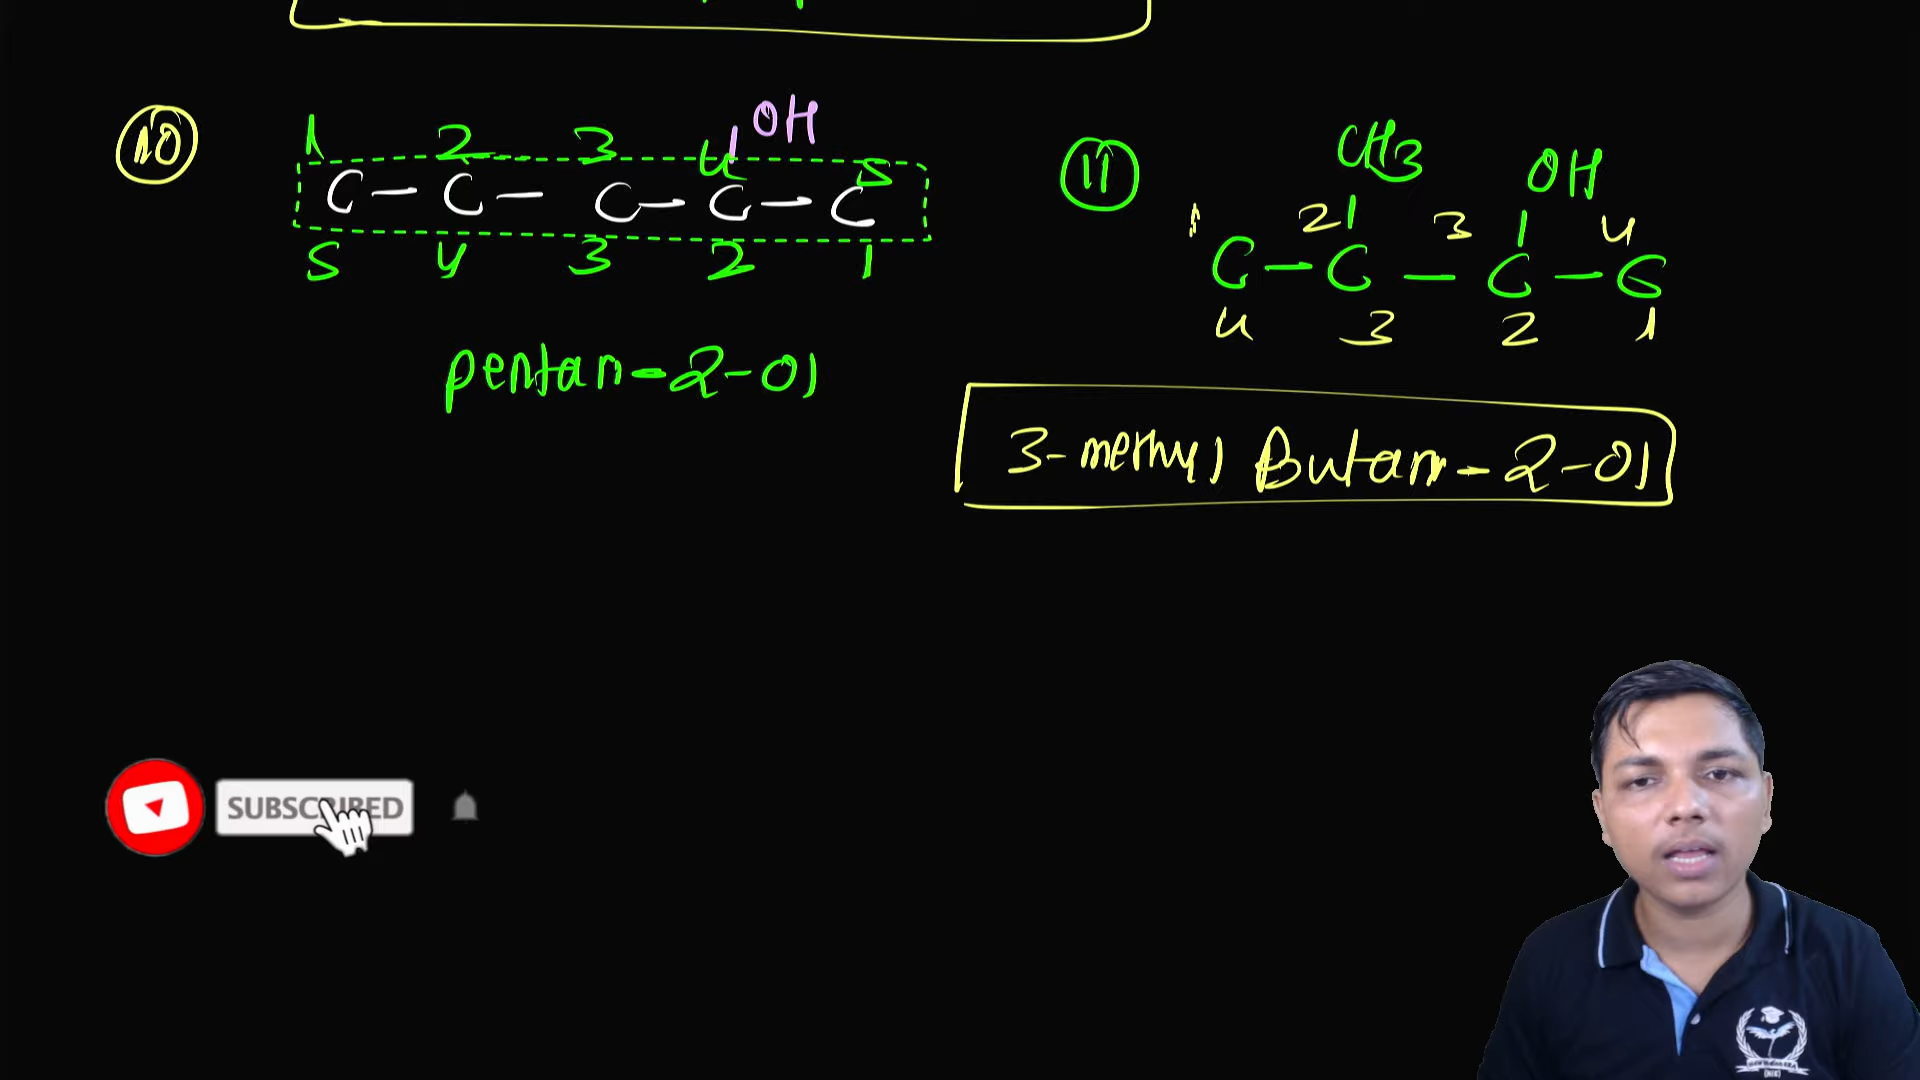 10
OH
1 2 3 4 5
C - C - C - C - C
5 4 3 2 1
pentan-2-ol
11
CH3
OH
1 2 3 4
C - C - C - C
4 3 2 1
3-methyl Butan-2-ol
SUBSCRIBED